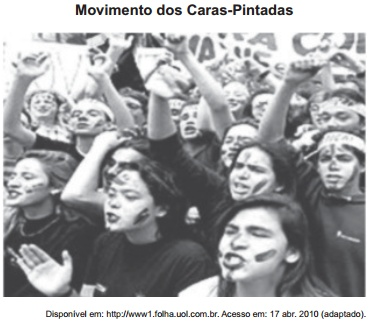 Movimento dos Caras-Pintadas
Disponível em: http://www1.folha.uol.com.br. Acesso em: 17 abr. 2010 (adaptado).